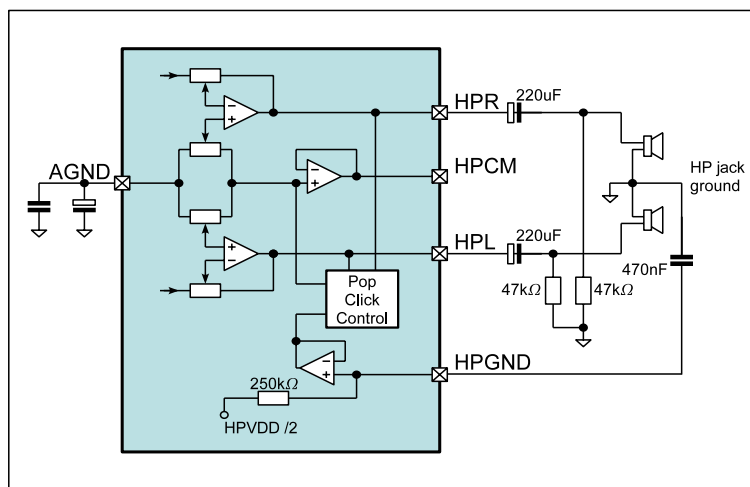 HPR
220uF
AGND
HPCM
HP jack
ground
HPL
220uF
470nF
Pop
Click
Control
47kΩ
47kΩ
HPGND
250kΩ
HPVDD /2